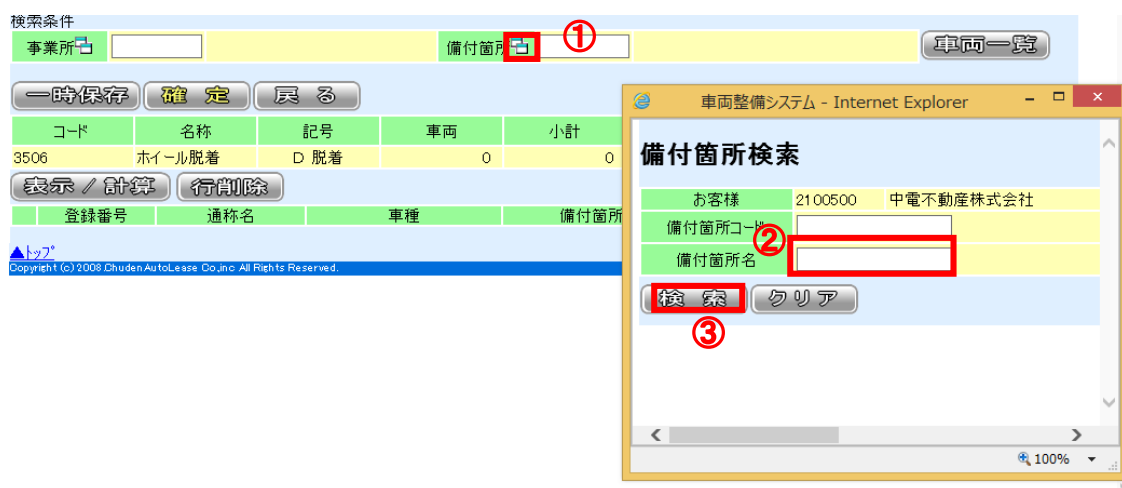 検索条件
事業所 備付箇所 ① 車両一覧
一時保存 確 定 戻 る
コード 名称 記号 車両 小計
3506 ホイール脱着 D 脱着 0 0
表示 / 計算 行削除
登録番号 通称名 車種 備付箇所
▲トップ
Copyright (c) 2008 Chuden AutoLease Co.,inc All Rights Reserved.
車両整備システム - Internet Explorer
備付箇所検索
お客様 2100500 中電不動産株式会社
備付箇所コード
②
備付箇所名
検 索 クリア
③
100%